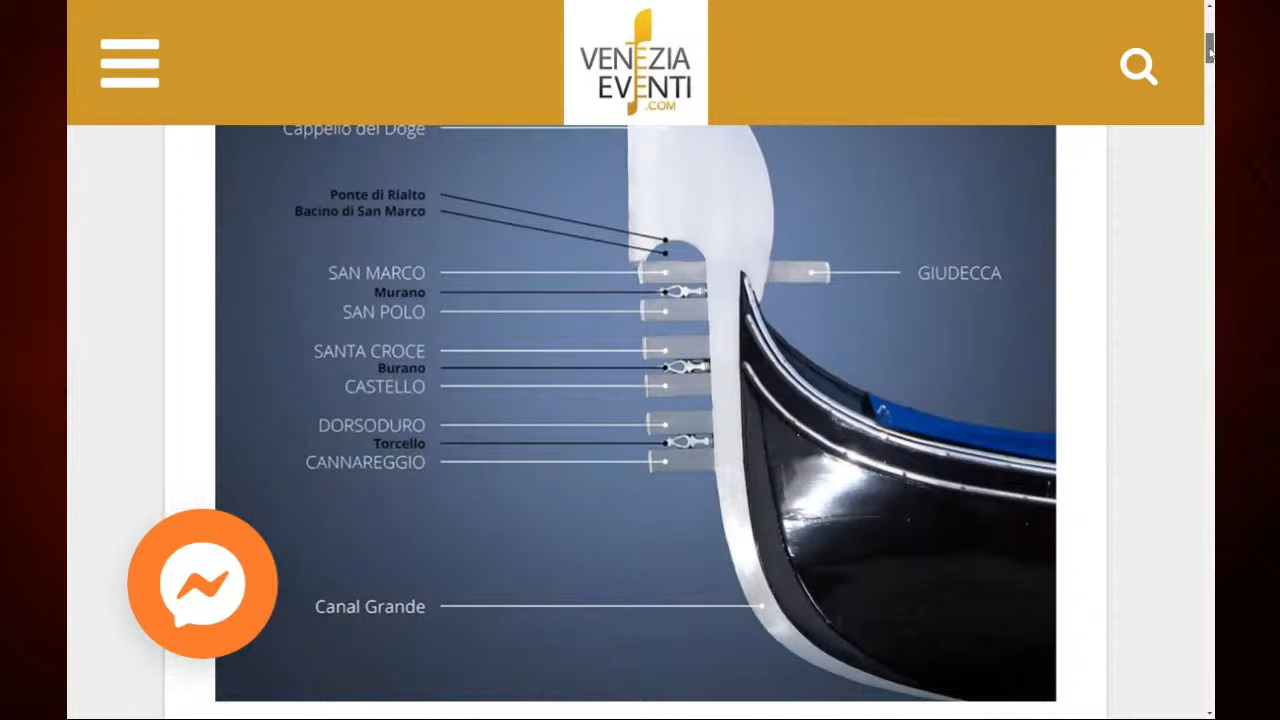 VENEZIA
EVENTI
.COM
Cappello del Doge
Ponte di Rialto
Bacino di San Marco
SAN MARCO
GIUDECCA
Murano
SAN POLO
SANTA CROCE
Burano
CASTELLO
DORSODURO
Torcello
CANNAREGGIO
Canal Grande